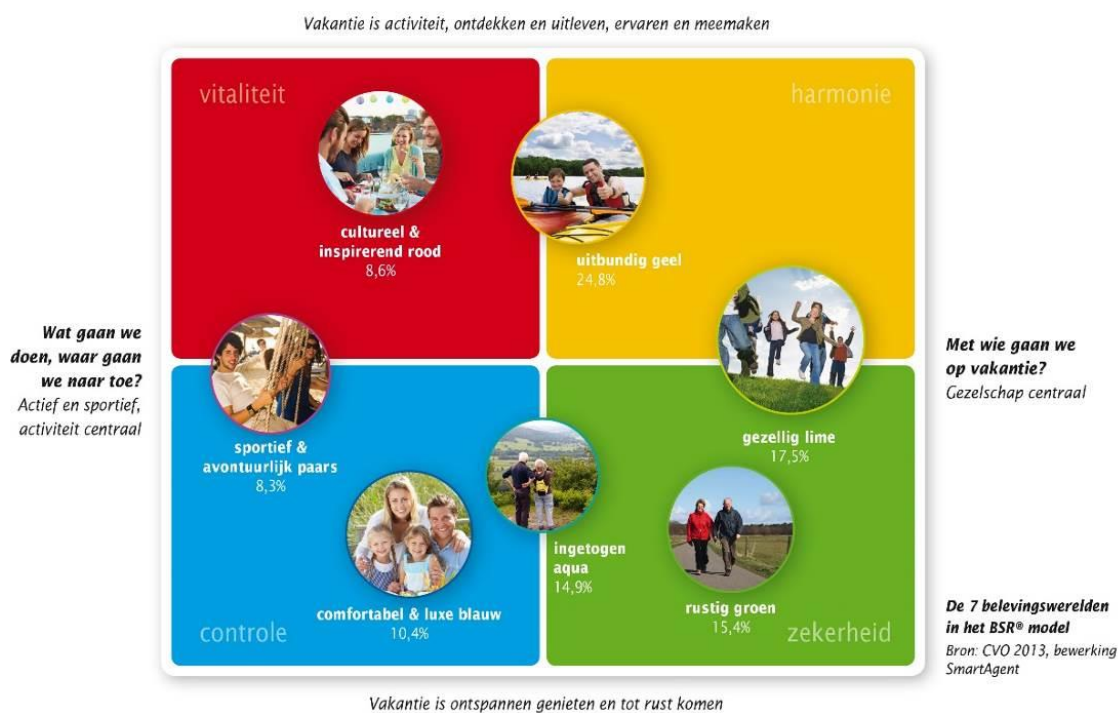 Vakantie is activiteit, ontdekken en uitleven, ervaren en meemaken
vitaliteit
harmonie
cultureel &
inspirerend rood
8,6%
uitbundig geel
24,8%
Wat gaan we
doen, waar gaan
we naar toe?
Actief en sportief,
activiteit centraal
Met wie gaan we
op vakantie?
Gezelschap centraal
sportief &
avontuurlijk paars
8,3%
gezellig lime
17,5%
comfortabel & luxe blauw
10,4%
ingetogen
aqua
14,9%
rustig groen
15,4%
controle
zekerheid
De 7 belevingswerelden
in het BSR® model
Bron: CVO 2013, bewerking
SmartAgent
Vakantie is ontspannen genieten en tot rust komen